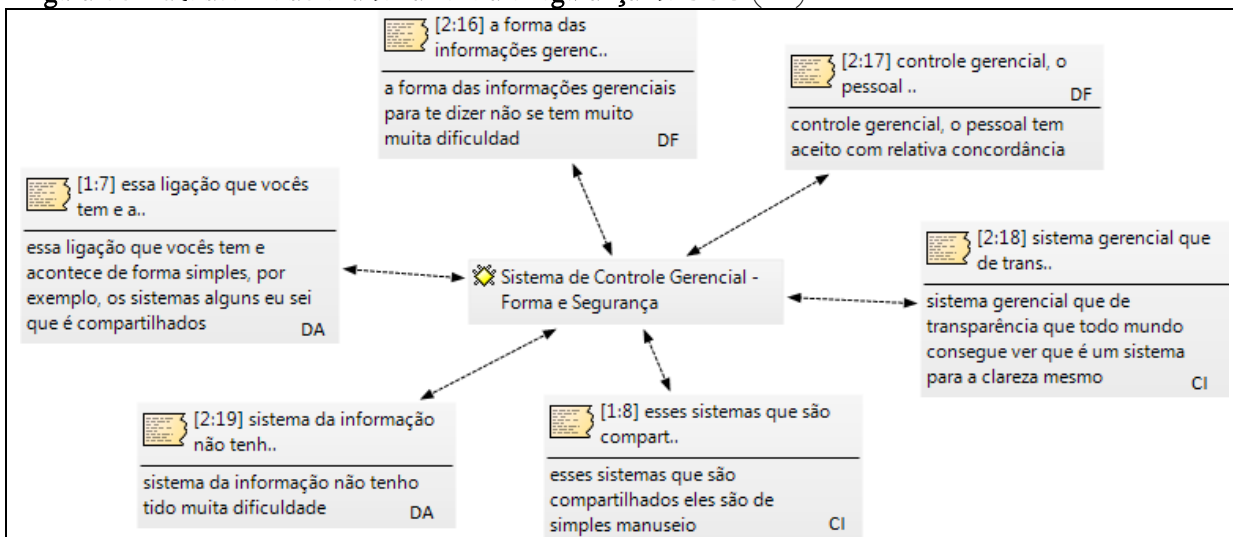 [2:16] a forma das
informações gerenc..
a forma das informações gerenciais
para te dizer não se tem muito
muita dificuldad
DF
[2:17] controle gerencial, o
pessoal ..
DF
controle gerencial, o pessoal tem
aceito com relativa concordância
[1:7] essa ligação que vocês
tem e a..
essa ligação que vocês tem e
acontece de forma simples, por
exemplo, os sistemas alguns eu sei
que é compartilhados
DA
Sistema de Controle Gerencial -
Forma e Segurança
[2:18] sistema gerencial que
de trans..
sistema gerencial que de
transparência que todo mundo
consegue ver que é um sistema
para a clareza mesmo
CI
[2:19] sistema da informação
não tenh..
sistema da informação não tenho
tido muita dificuldade
DA
[1:8] esses sistemas que são
compart..
esses sistemas que são
compartilhados eles são de
simples manuseio
CI